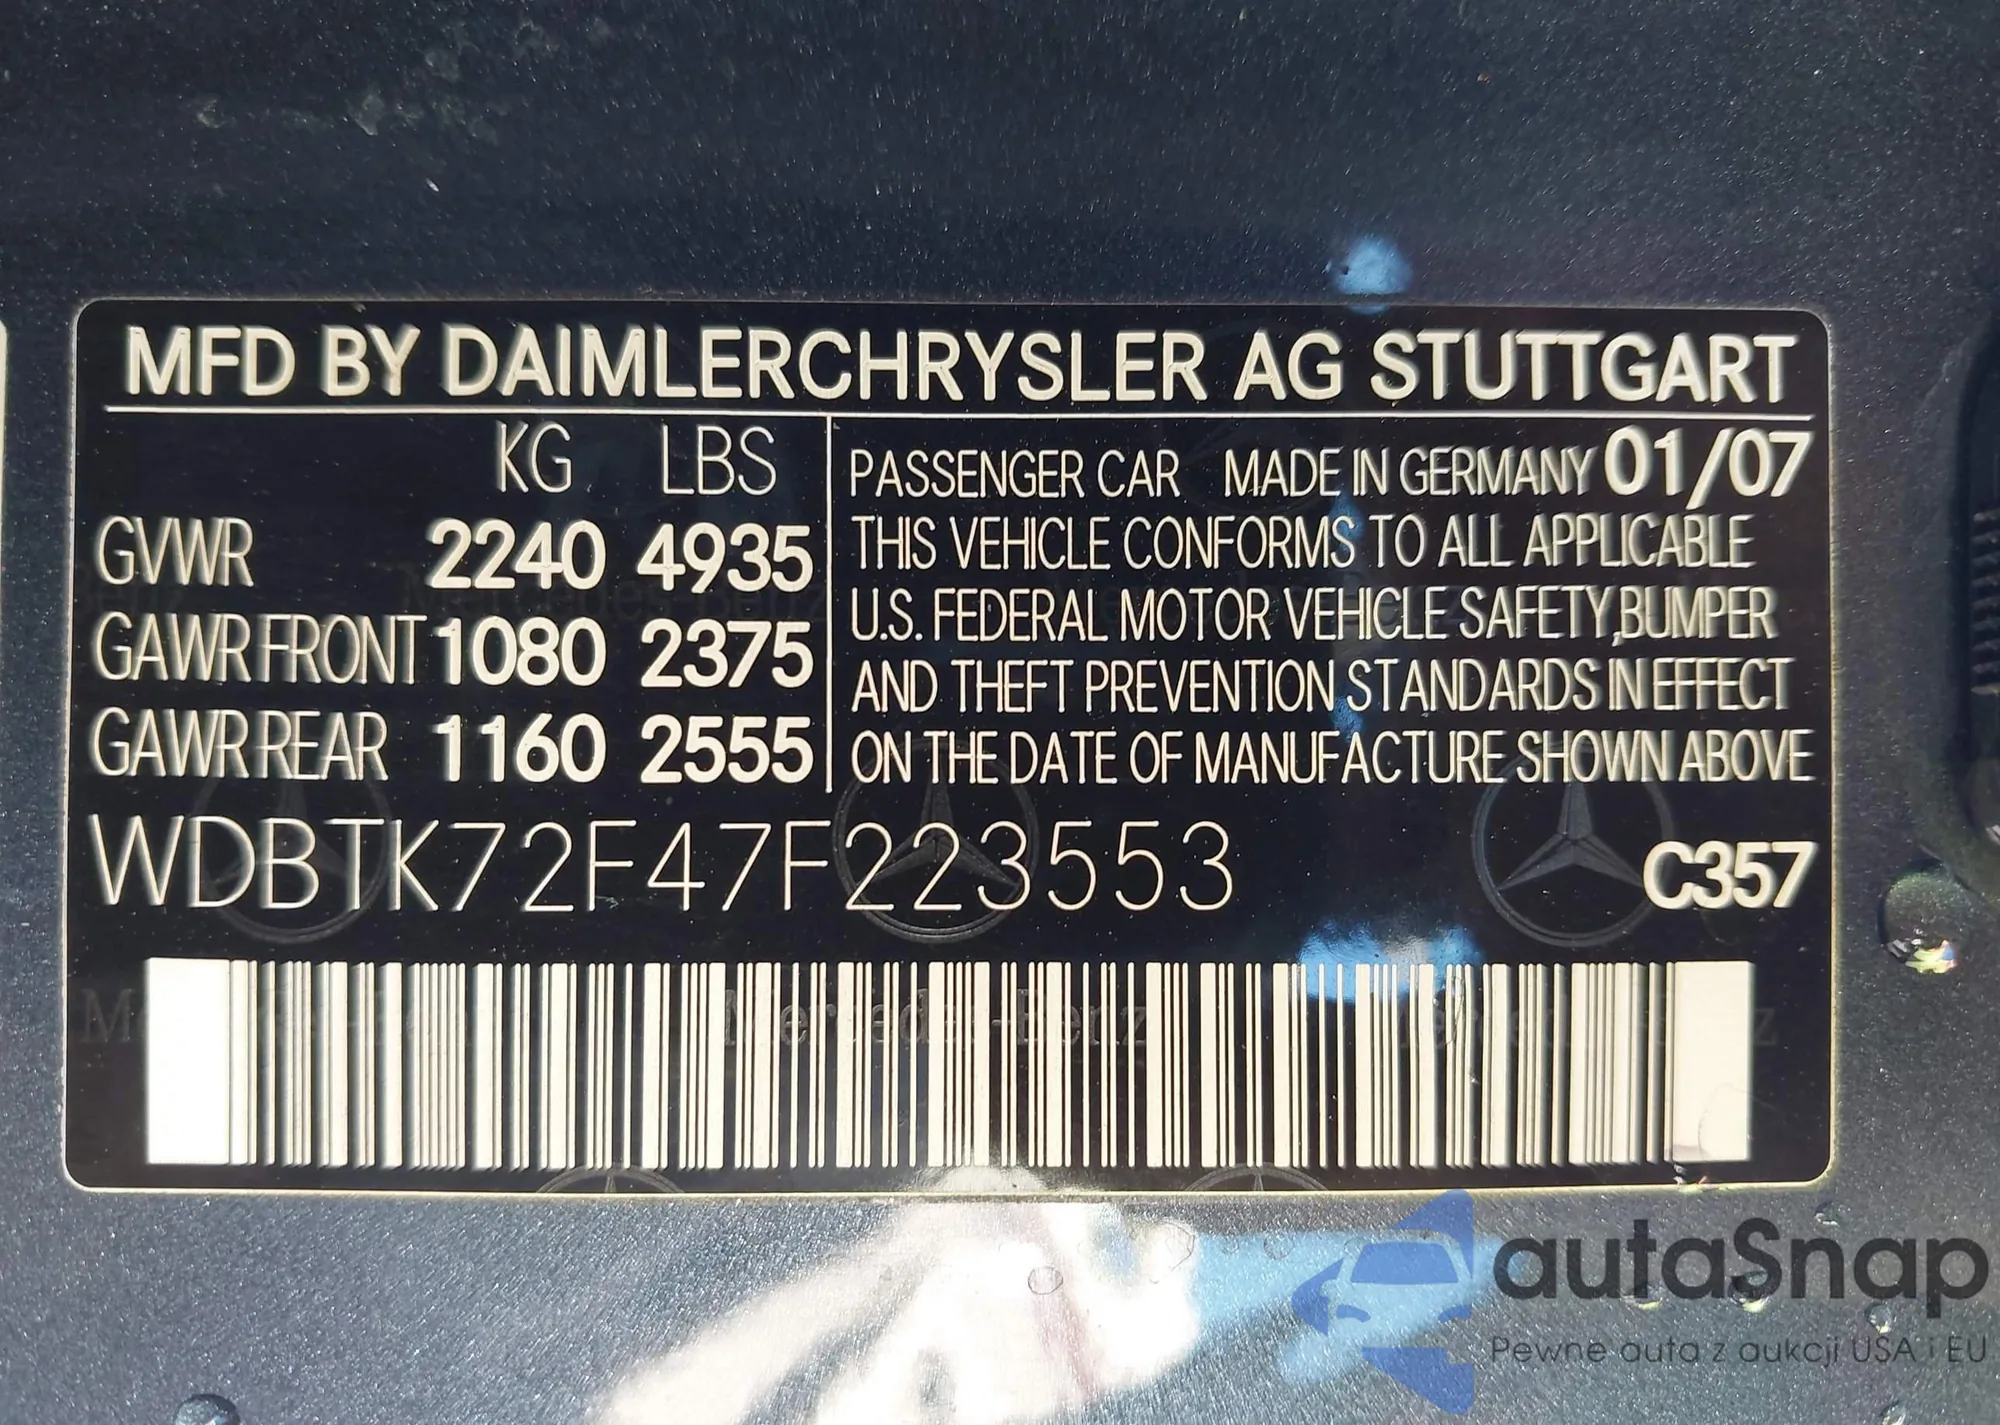 MFD BY DAIMLERCHRYSLER AG STUTTGART
KG LBS
GVWR 2240 4935
GAWR FRONT 1080 2375
GAWR REAR 1160 2555
PASSENGER CAR MADE IN GERMANY 01/07
THIS VEHICLE CONFORMS TO ALL APPLICABLE
U.S. FEDERAL MOTOR VEHICLE SAFETY, BUMPER
AND THEFT PREVENTION STANDARDS IN EFFECT
ON THE DATE OF MANUFACTURE SHOWN ABOVE
WDBTK72F47F223553
C357
Mercedes-Benz
autaSnap
Pewne auta z aukcji USA i EU